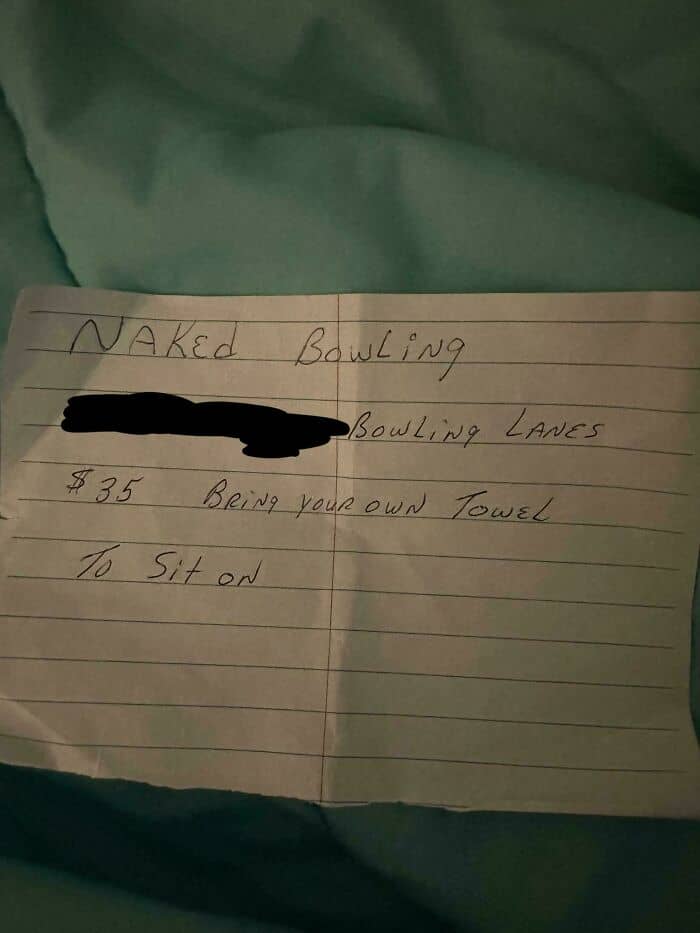 NAKED BOWLING
BOWLING LANES
$35 BRING YOUR OWN TOWEL
TO Sit ON